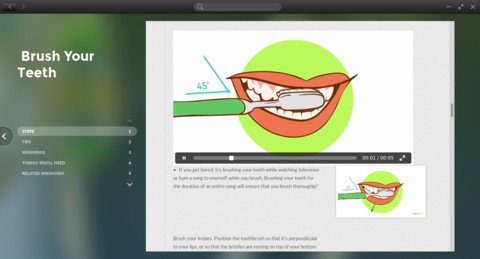 Brush Your
Teeth
STEPS 1
TIPS 2
WARNINGS 3
THINGS YOU'LL NEED 4
RELATED WIKIHOWS 5
45°
00:01 / 00:05
• If you get bored, try brushing your teeth while watching television
or hum a song to yourself while you brush. Brushing your teeth for
the duration of an entire song will ensure that you brush thoroughly!
Brush your molars. Position the toothbrush so that it's perpendicular
to your lips, or so that the bristles are resting on top of your bottom